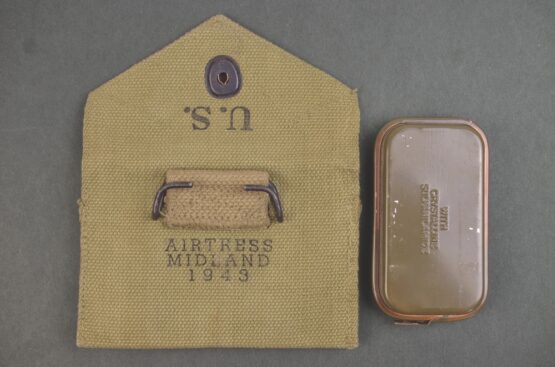 U.S.
AIRTRESS
MIDLAND
1943
WITH
CRYSTALLINE
SULFANILAMIDE